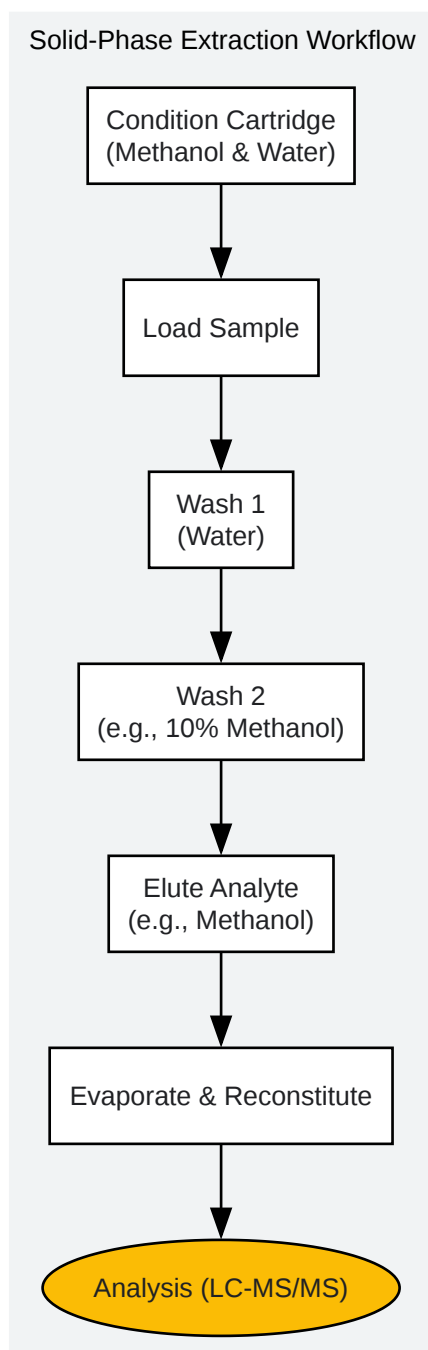 Solid-Phase Extraction Workflow
Condition Cartridge
(Methanol & Water)
Load Sample
Wash 1
(Water)
Wash 2
(e.g., 10% Methanol)
Elute Analyte
(e.g., Methanol)
Evaporate & Reconstitute
Analysis (LC-MS/MS)